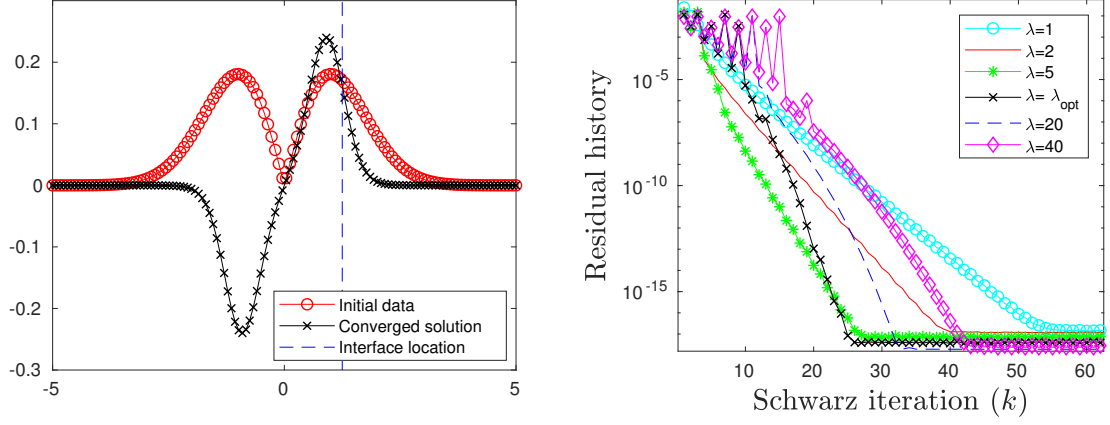 0.2
0.1
0
-0.1
-0.2
-0.3
-5
0
5
Initial data
Converged solution
Interface location
Residual history
10^-5
10^-10
10^-15
10
20
30
40
50
60
Schwarz iteration (k)
λ=1
λ=2
λ=5
λ= λ_opt
λ=20
λ=40